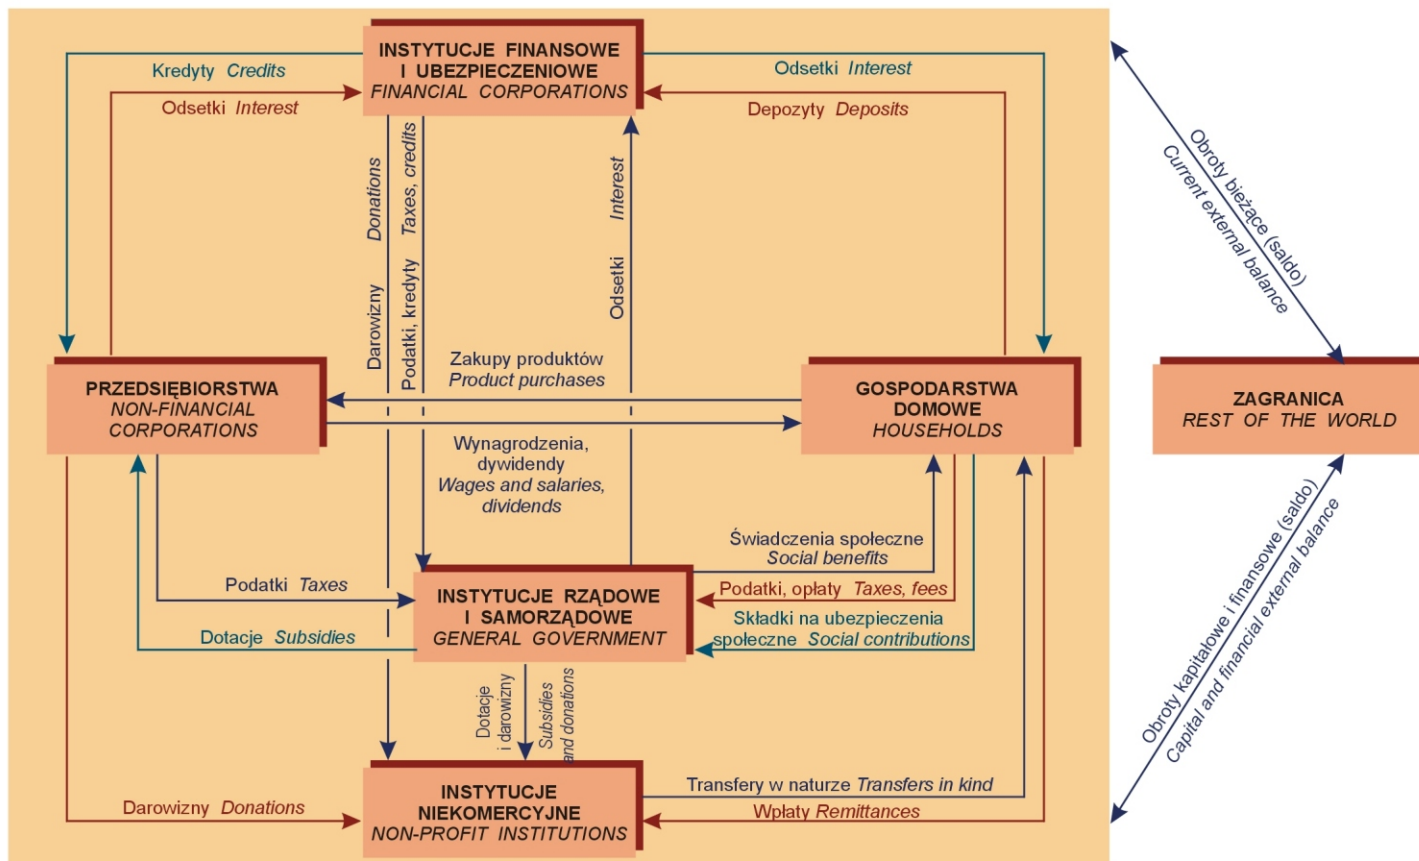 INSTYTUCJE FINANSOWE
I UBEZPIECZENIOWE
FINANCIAL CORPORATIONS
Kredyty Credits
Odsetki Interest
Odsetki Interest
Depozyty Deposits
Darowizny Donations
Podatki, kredyty Taxes, credits
Odsetki Interest
Obroty bieżące (saldo)
Current external balance
PRZEDSIĘBIORSTWA
NON-FINANCIAL
CORPORATIONS
Zakupy produktów
Product purchases
Wynagrodzenia,
dywidendy
Wages and salaries,
dividends
GOSPODARSTWA
DOMOWE
HOUSEHOLDS
ZAGRANICA
REST OF THE WORLD
Podatki Taxes
Dotacje Subsidies
INSTYTUCJE RZĄDOWE
I SAMORZĄDOWE
GENERAL GOVERNMENT
Świadczenia społeczne
Social benefits
Podatki, opłaty Taxes, fees
Składki na ubezpieczenia
społeczne Social contributions
Obroty kapitałowe i finansowe (saldo)
Capital and financial external balance
Dotacje
i darowizny
Subsidies
and donations
Darowizny Donations
INSTYTUCJE
NIEKOMERCYJNE
NON-PROFIT INSTITUTIONS
Transfery w naturze Transfers in kind
Wpłaty Remittances